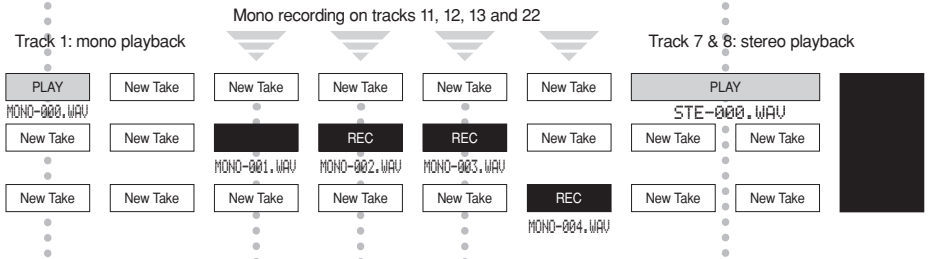 Mono recording on tracks 11, 12, 13 and 22
Track 1: mono playback
Track 7 & 8: stereo playback
PLAY
New Take
New Take
New Take
New Take
New Take
PLAY
MONO-000.WAV
STE-000.WAV
New Take
New Take
REC
REC
New Take
New Take
New Take
MONO-001.WAV
MONO-002.WAV
MONO-003.WAV
New Take
New Take
New Take
New Take
New Take
REC
New Take
New Take
MONO-004.WAV